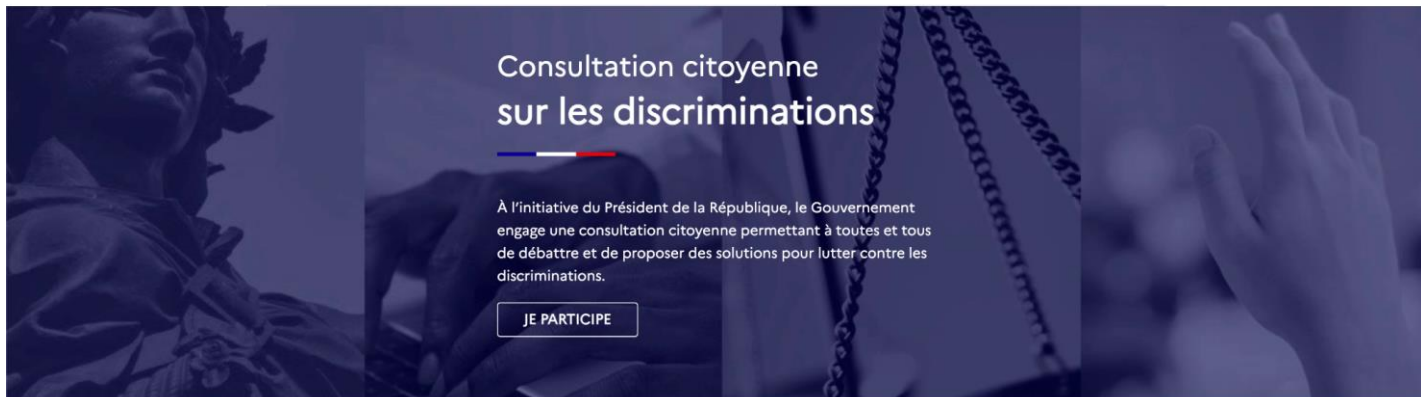 Consultation citoyenne
sur les discriminations
À l’initiative du Président de la République, le Gouvernement
engage une consultation citoyenne permettant à toutes et tous
de débattre et de proposer des solutions pour lutter contre les
discriminations.
JE PARTICIPE